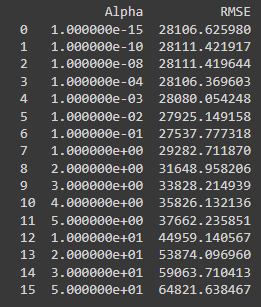 Alpha RMSE
0 1.000000e-15 28106.625980
1 1.000000e-10 28111.421917
2 1.000000e-08 28111.419644
3 1.000000e-04 28106.369603
4 1.000000e-03 28080.054248
5 1.000000e-02 27925.149158
6 1.000000e-01 27537.777318
7 1.000000e+00 29282.711870
8 2.000000e+00 31648.958206
9 3.000000e+00 33828.214939
10 4.000000e+00 35826.132136
11 5.000000e+00 37662.235851
12 1.000000e+01 44959.140567
13 2.000000e+01 53874.096960
14 3.000000e+01 59063.710413
15 5.000000e+01 64821.638467